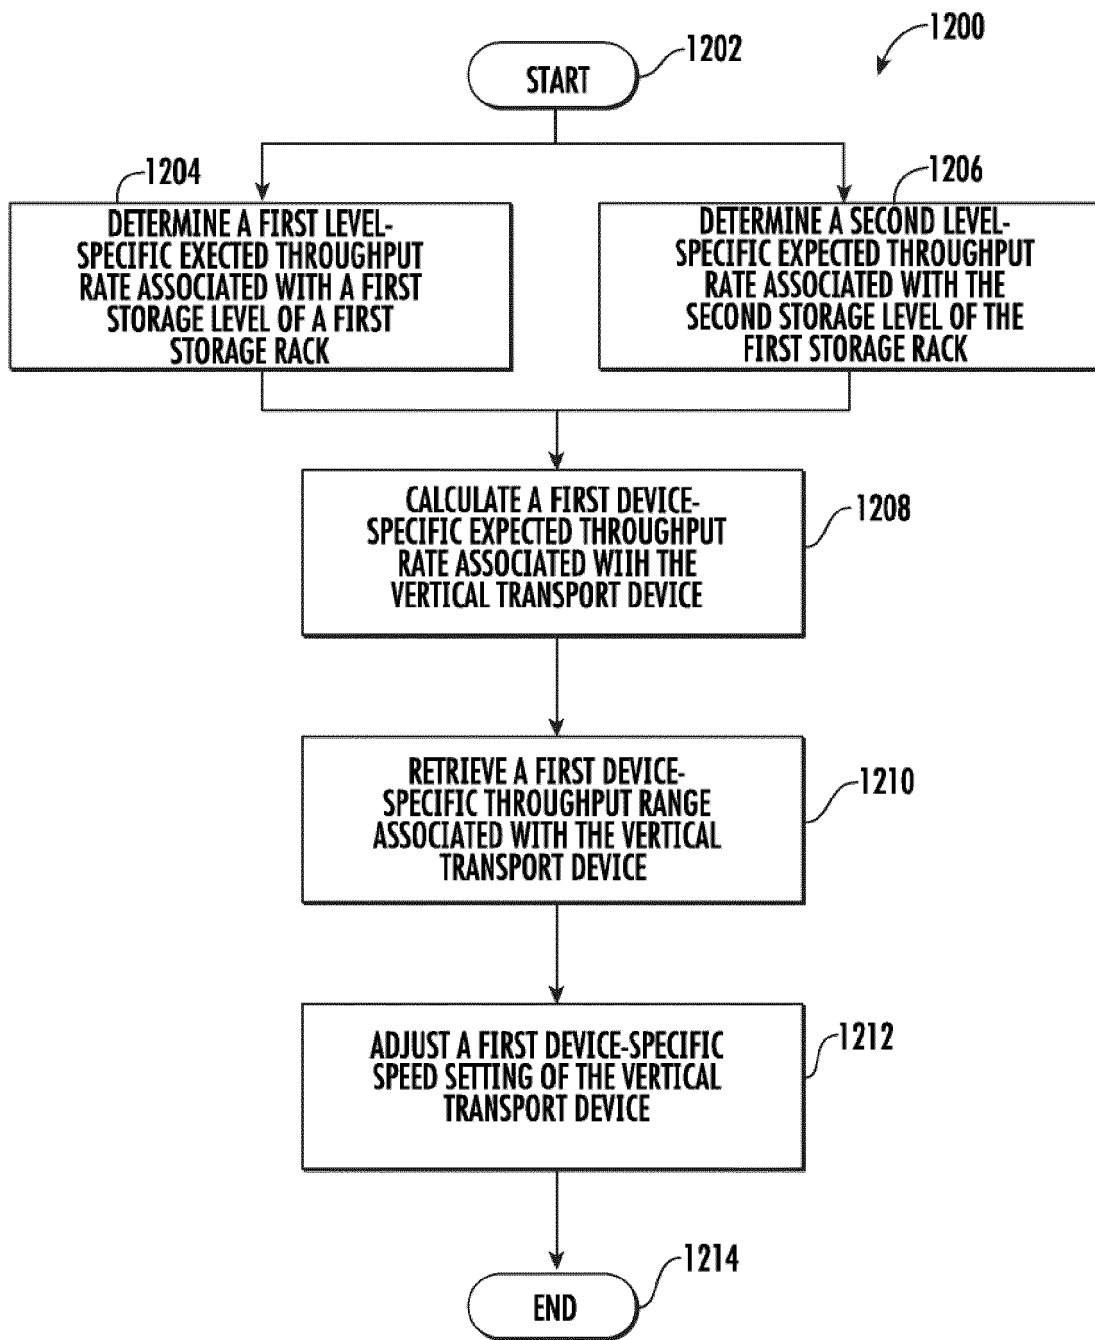 1200
1202
START
1204
1206
DETERMINE A FIRST LEVEL-
SPECIFIC EXECTED THROUGHPUT
RATE ASSOCIATED WITH A FIRST
STORAGE LEVEL OF A FIRST
STORAGE RACK
DETERMINE A SECOND LEVEL-
SPECIFIC EXPECTED THROUGHPUT
RATE ASSOCIATED WITH THE
SECOND STORAGE LEVEL OF THE
FIRST STORAGE RACK
CALCULATE A FIRST DEVICE-
SPECIFIC EXPECTED THROUGHPUT
RATE ASSOCIATED WIIH THE
VERTICAL TRANSPORT DEVICE
1208
RETRIEVE A FIRST DEVICE-
SPECIFIC THROUGHPUT RANGE
ASSOCIATED WITH THE VERTICAL
TRANSPORT DEVICE
1210
ADJUST A FIRST DEVICE-SPECIFIC
SPEED SETTING OF THE VERTICAL
TRANSPORT DEVICE
1212
1214
END